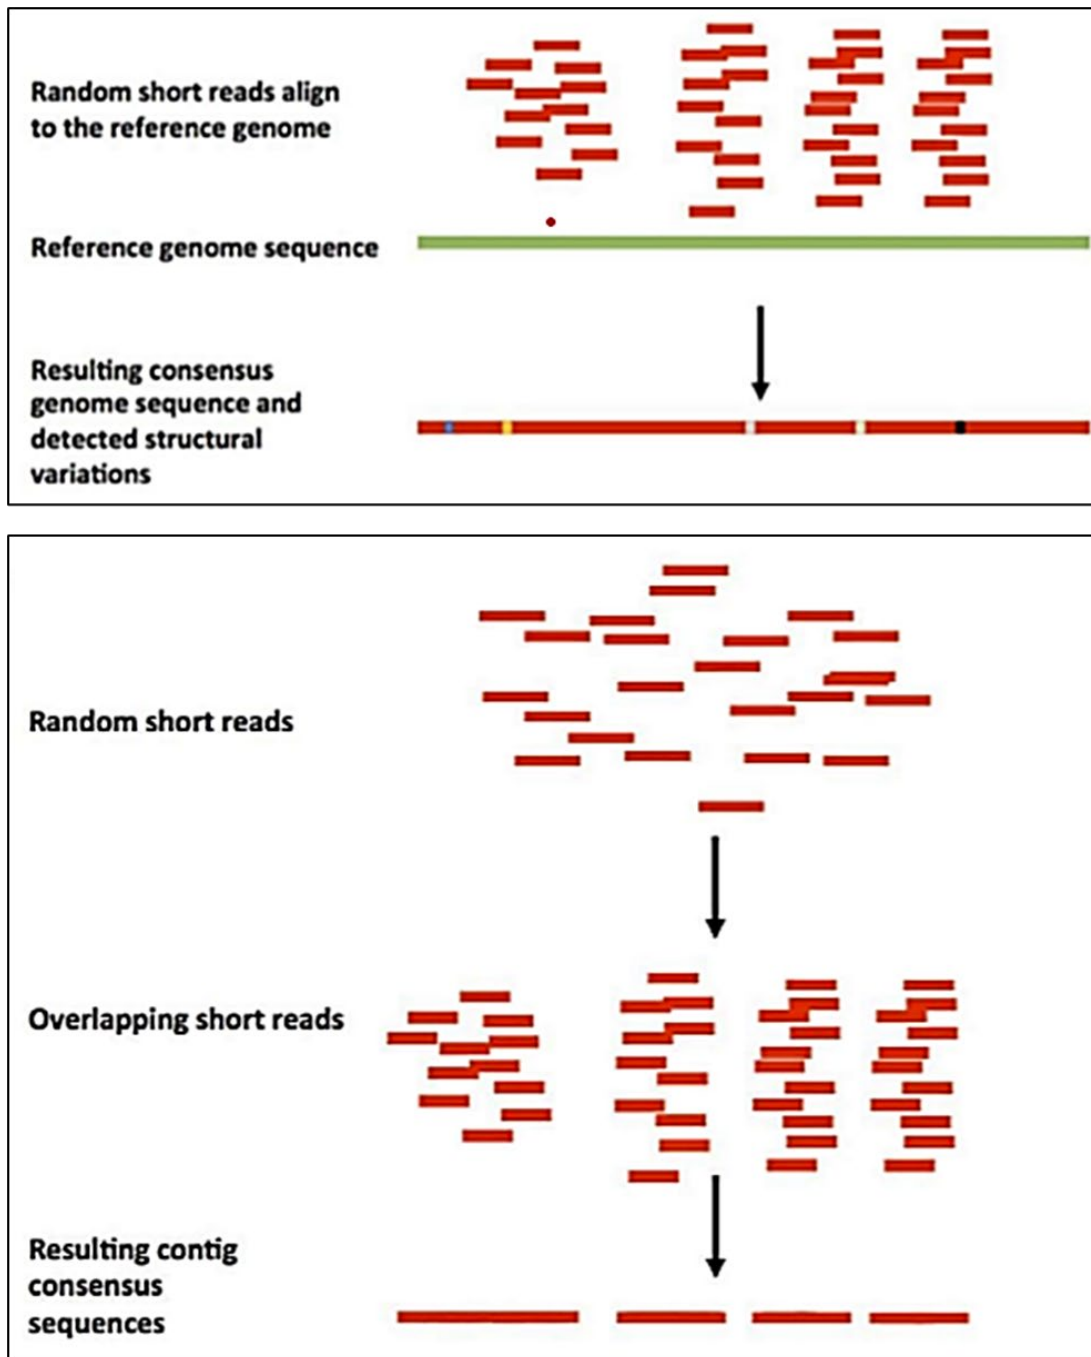 Random short reads align
to the reference genome
Reference genome sequence
Resulting consensus
genome sequence and
detected structural
variations
Random short reads
Overlapping short reads
Resulting contig
consensus
sequences